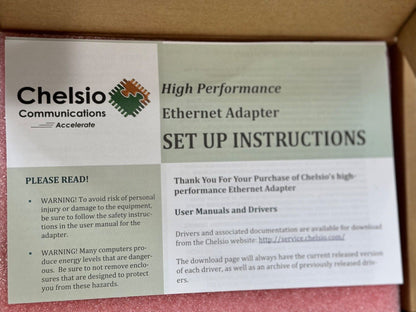 Chelsio
Communications
Accelerate
High Performance
Ethernet Adapter
SET UP INSTRUCTIONS
PLEASE READ!
• WARNING! To avoid risk of personal
injury or damage to the equipment,
be sure to follow the safety instruc-
tions in the user manual for the
adapter.
• WARNING! Many computers pro-
duce energy levels that are danger-
ous. Be sure to not remove enclo-
sures that are designed to protect
you from these hazards.
Thank You For Your Purchase of Chelsio's high-
performance Ethernet Adapter
User Manuals and Drivers
Drivers and associated documentation are available for download
from the Chelsio website: http://service.chelsio.com/
The download page will always have the current released version
of each driver, as well as an archive of previously released driv-
ers.